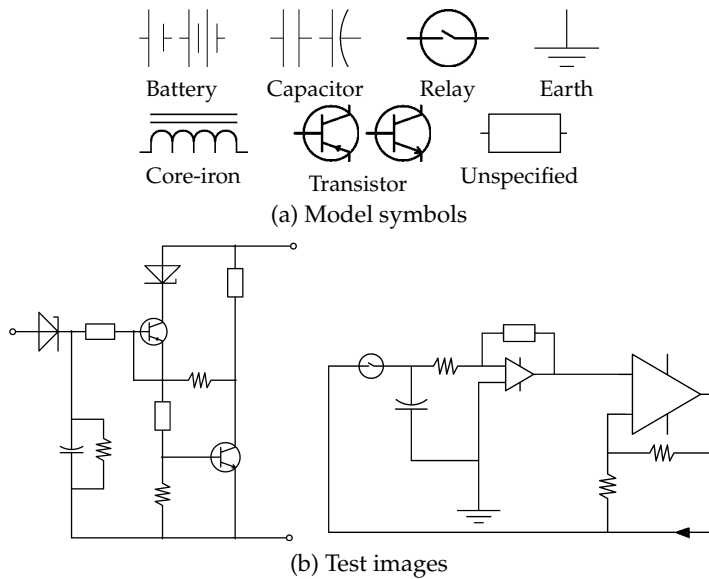 Battery Capacitor Relay Earth
Core-iron Transistor Unspecified
(a) Model symbols
(b) Test images